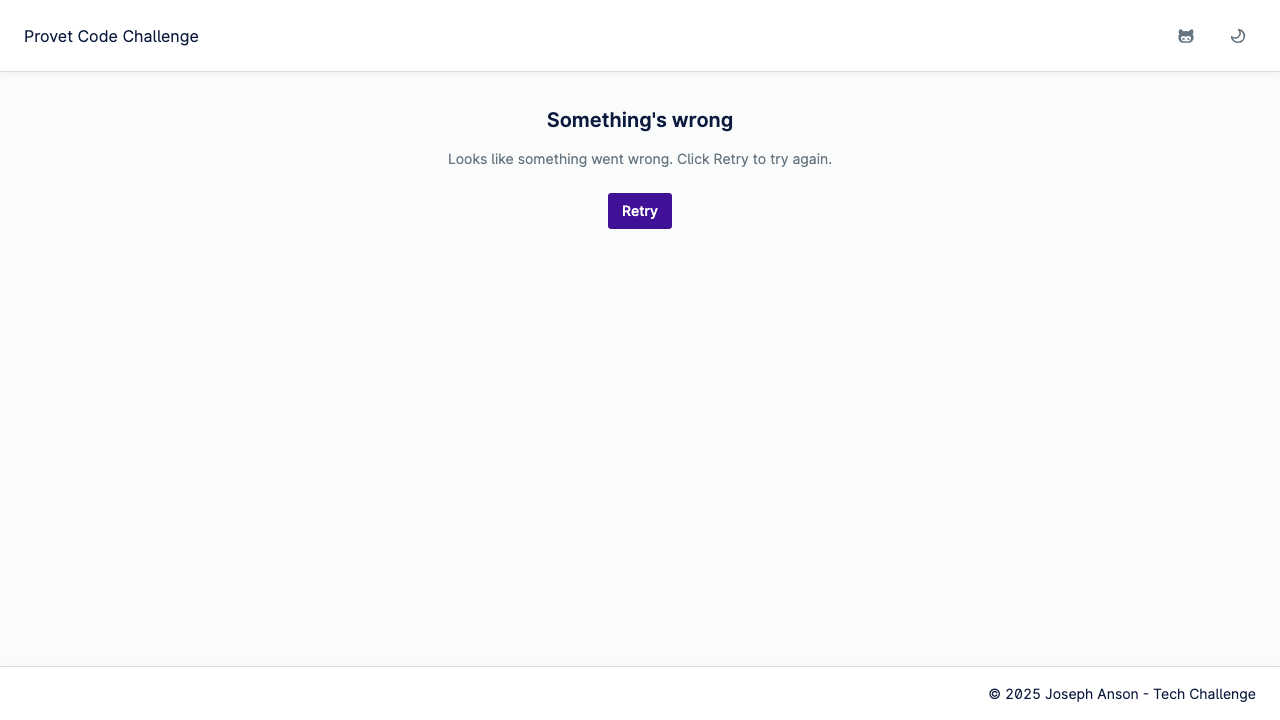 Provet Code Challenge
Something's wrong
Looks like something went wrong. Click Retry to try again.
Retry
© 2025 Joseph Anson - Tech Challenge